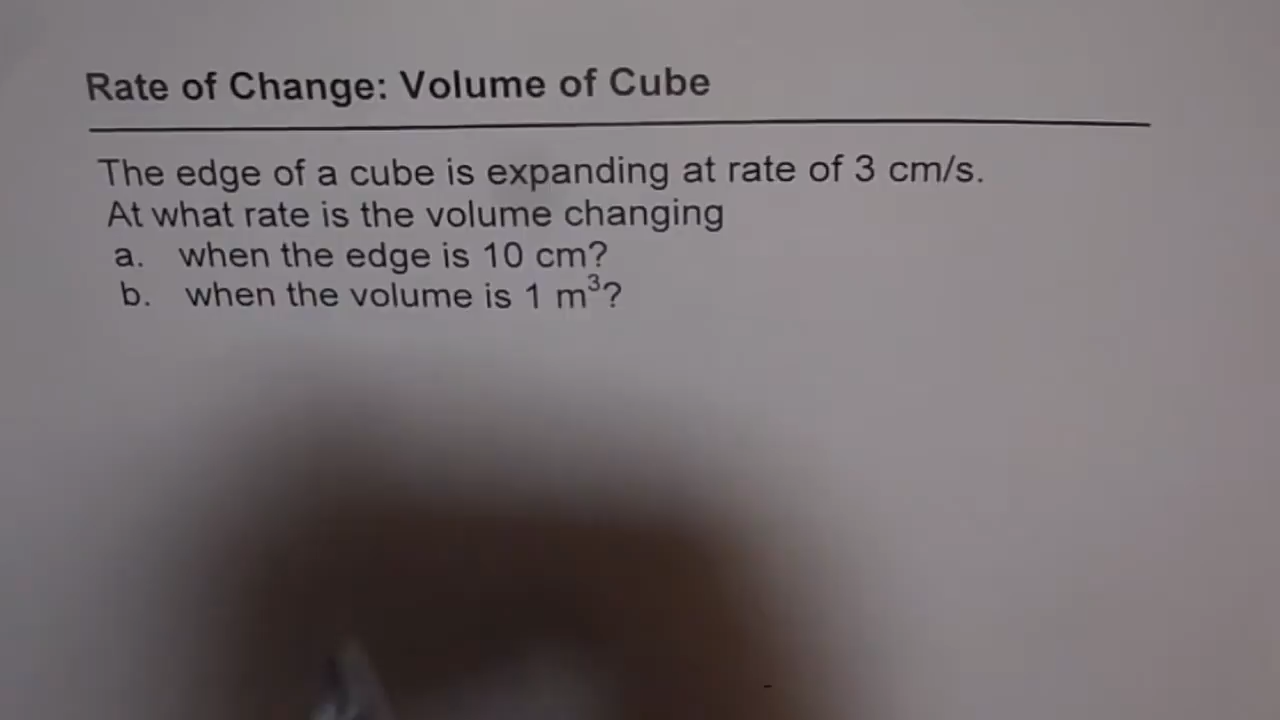 Rate of Change: Volume of Cube
The edge of a cube is expanding at rate of 3 cm/s.
At what rate is the volume changing
a. when the edge is 10 cm?
b. when the volume is 1 m³?